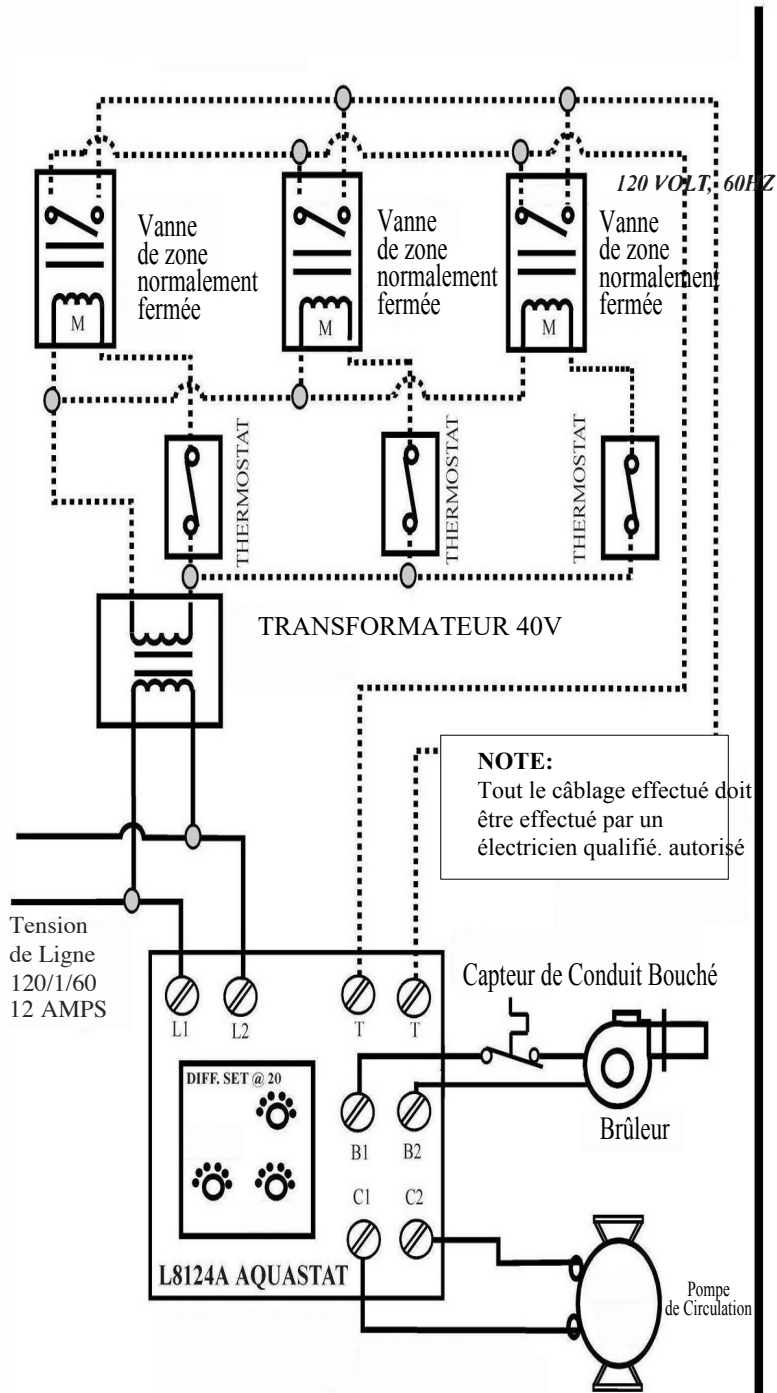 120 VOLT, 60HZ
Vanne
de zone
normalement
fermée
Vanne
de zone
normalement
fermée
Vanne
de zone
normalement
fermée
M
M
M
THERMOSTAT
THERMOSTAT
THERMOSTAT
TRANSFORMATEUR 40V
NOTE:
Tout le câblage effectué doit
être effectué par un
électricien qualifié. autorisé
Tension
de Ligne
120/1/60
12 AMPS
L1
L2
T
T
Capteur de Conduit Bouché
DIFF. SET @ 20
B1
B2
Brûleur
C1
C2
L8124A AQUASTAT
Pompe
de Circulation